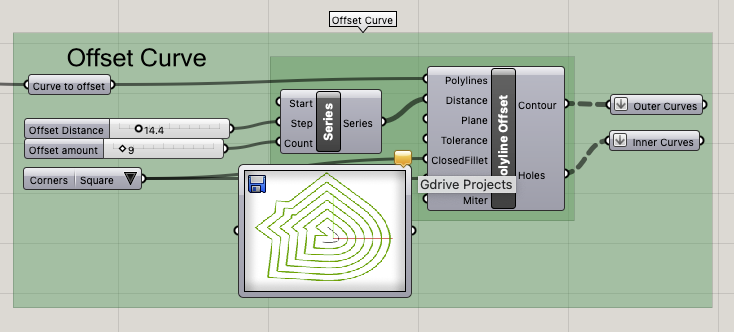 Offset Curve
Offset Curve
Curve to offset
Offset Distance
14.4
Offset amount
9
Corners
Square
Start
Step
Count
Series
Series
Polylines
Distance
Plane
Tolerance
ClosedFillet
Miter
olyline Offset
Contour
Holes
Gdrive Projects
Outer Curves
Inner Curves